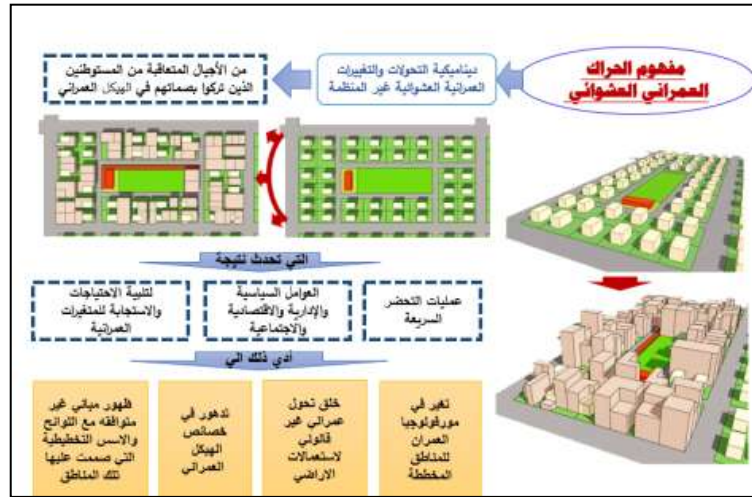 مفهوم الحراك
العمراني العشوائي
ديناميكية التحولات والتغييرات
العمرانية العشوائية غير المنظمة
من الأجيال المتعاقبة من المستوطنين
الذين تركوا بصماتهم في الهيكل العمراني
التي تحدث نتيجة
عمليات التحضر
السريعة
العوامل السياسية
والإدارية والاقتصادية
والاجتماعية
لتلبية الاحتياجات
والاستجابة للمتغيرات
العمرانية
أدي ذلك الي
تغير في
مورفولوجيا
العمران
للمناطق
المخططة
خلق تحول
عمراني غير
قانوني
لاستعمالات
الاراضي
تدهور في
خصائص
الهيكل
العمراني
ظهور مباني غير
متوافقه مع اللوائح
والاسس التخطيطية
التي صممت عليها
تلك المناطق